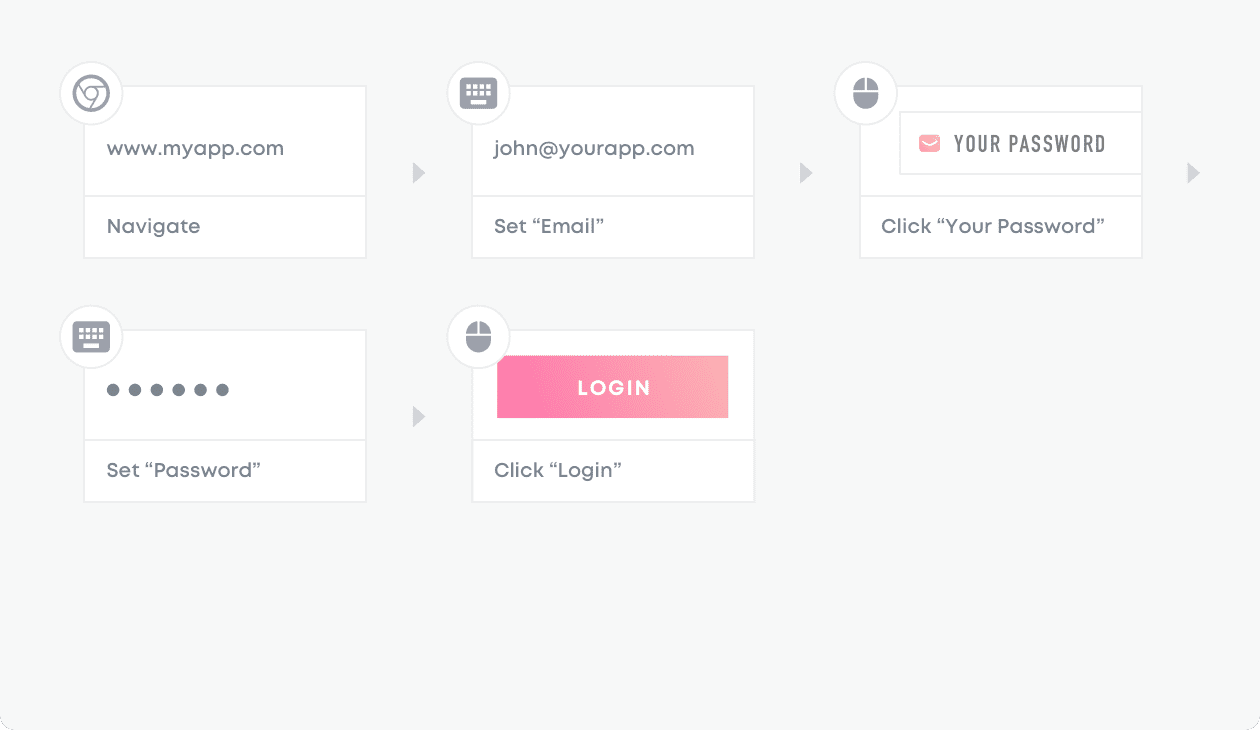 www.myapp.com
Navigate
john@yourapp.com
Set “Email”
YOUR PASSWORD
Click “Your Password”
●●●●●●
Set “Password”
LOGIN
Click “Login”